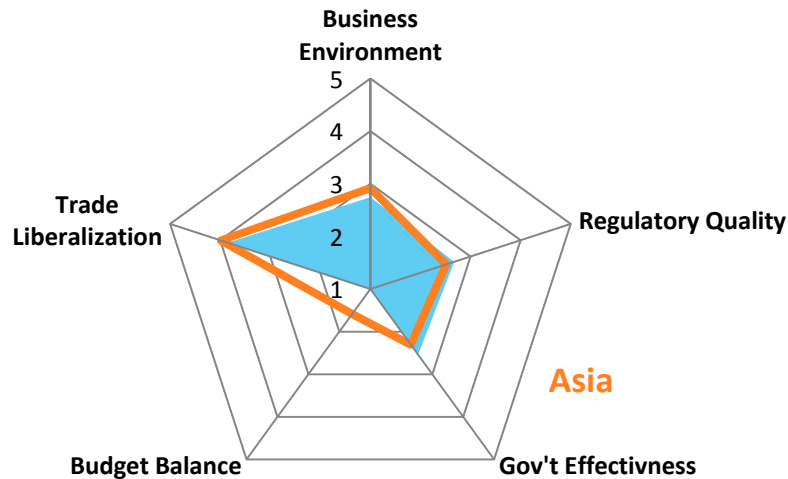 Business
Environment
5
4
3
2
1
Trade
Liberalization
Regulatory Quality
Asia
Budget Balance
Gov't Effectivness